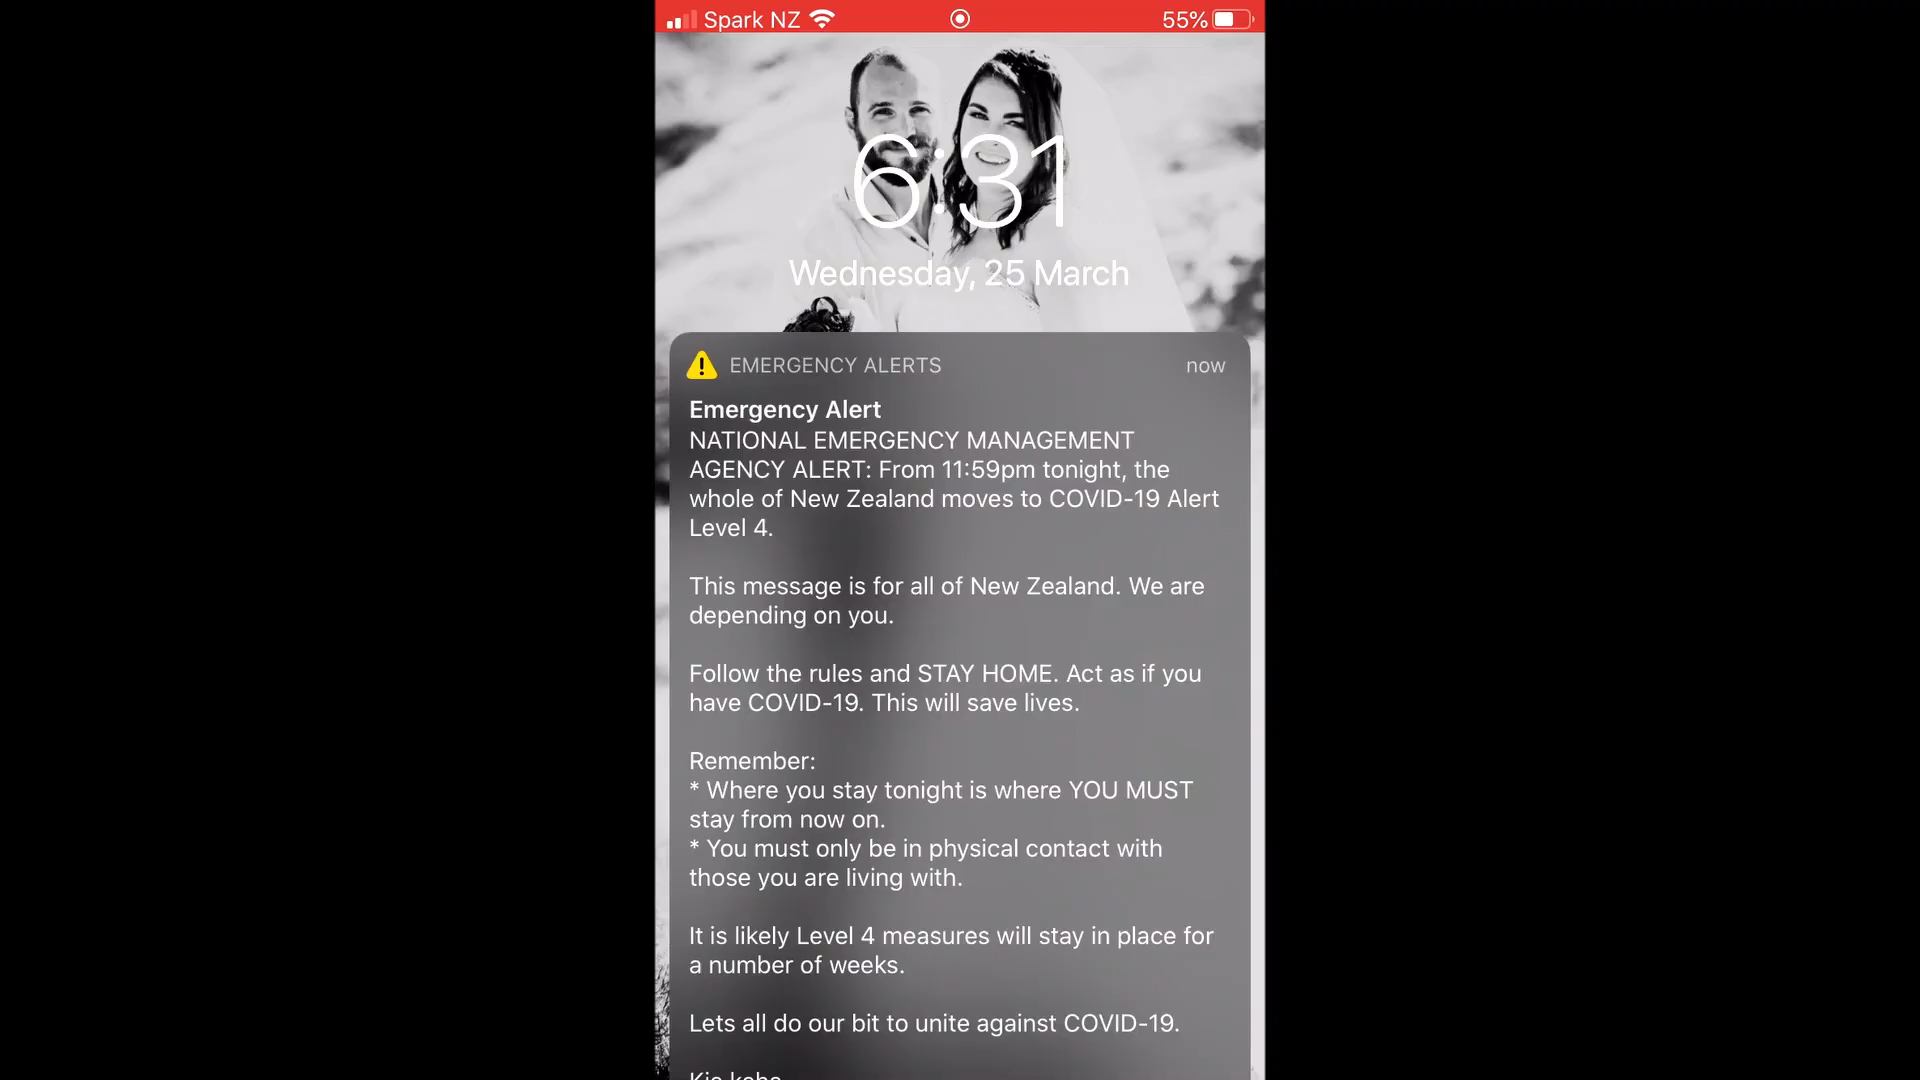 Spark NZ
55%
6:31
Wednesday, 25 March
EMERGENCY ALERTS
now
Emergency Alert
NATIONAL EMERGENCY MANAGEMENT
AGENCY ALERT: From 11:59pm tonight, the
whole of New Zealand moves to COVID-19 Alert
Level 4.
This message is for all of New Zealand. We are
depending on you.
Follow the rules and STAY HOME. Act as if you
have COVID-19. This will save lives.
Remember:
* Where you stay tonight is where YOU MUST
stay from now on.
* You must only be in physical contact with
those you are living with.
It is likely Level 4 measures will stay in place for
a number of weeks.
Lets all do our bit to unite against COVID-19.
Kia kaha